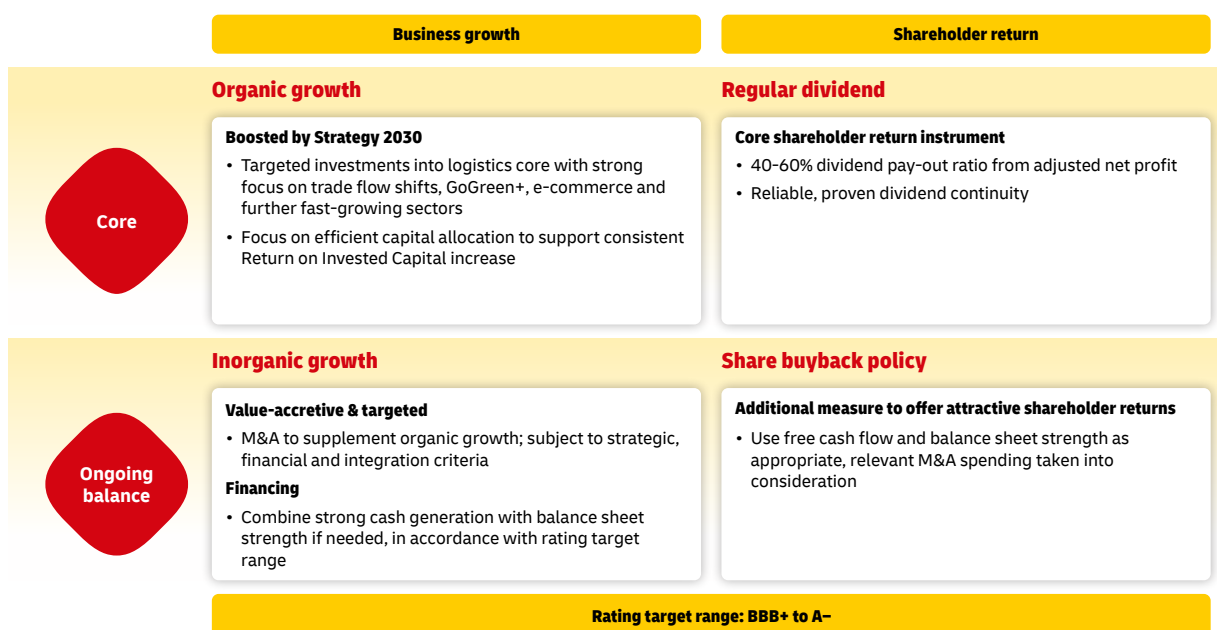 Business growth
Shareholder return
Core
Organic growth
Boosted by Strategy 2030
• Targeted investments into logistics core with strong
focus on trade flow shifts, GoGreen+, e-commerce and
further fast-growing sectors
• Focus on efficient capital allocation to support consistent
Return on Invested Capital increase
Regular dividend
Core shareholder return instrument
• 40-60% dividend pay-out ratio from adjusted net profit
• Reliable, proven dividend continuity
Ongoing
balance
Inorganic growth
Value-accretive & targeted
• M&A to supplement organic growth; subject to strategic,
financial and integration criteria
Financing
• Combine strong cash generation with balance sheet
strength if needed, in accordance with rating target
range
Share buyback policy
Additional measure to offer attractive shareholder returns
• Use free cash flow and balance sheet strength as
appropriate, relevant M&A spending taken into
consideration
Rating target range: BBB+ to A–